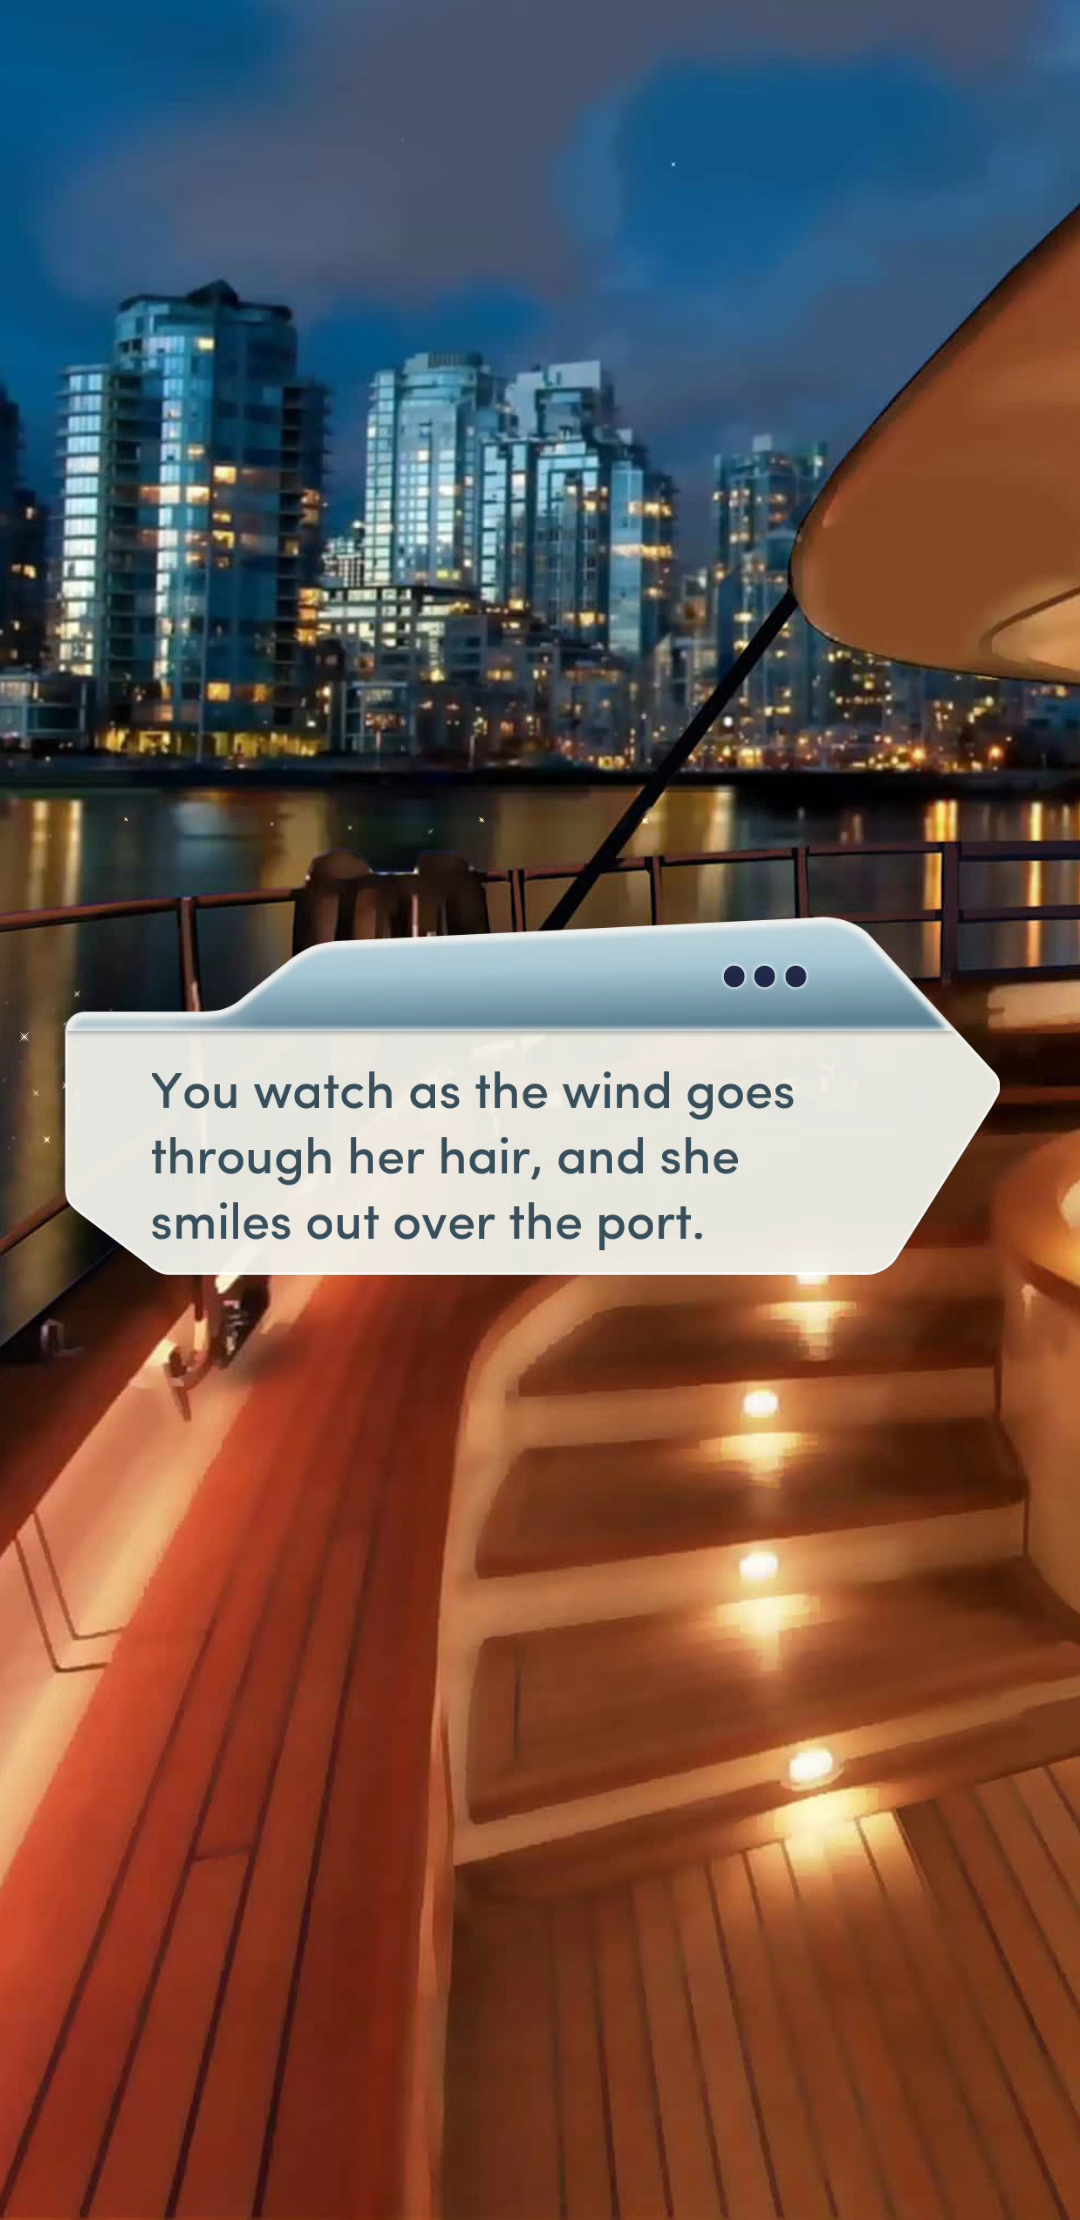 You watch as the wind goes
through her hair, and she
smiles out over the port.